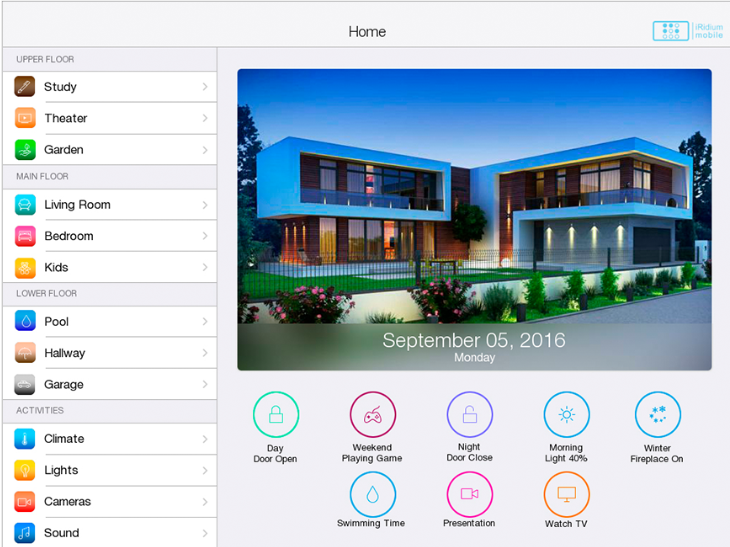 Home
iRidium
mobile
UPPER FLOOR
Study
Theater
Garden
MAIN FLOOR
Living Room
Bedroom
Kids
LOWER FLOOR
Pool
Hallway
Garage
ACTIVITIES
Climate
Lights
Cameras
Sound
September 05, 2016
Monday
Day
Door Open
Weekend
Playing Game
Night
Door Close
Morning
Light 40%
Winter
Fireplace On
Swimming Time
Presentation
Watch TV